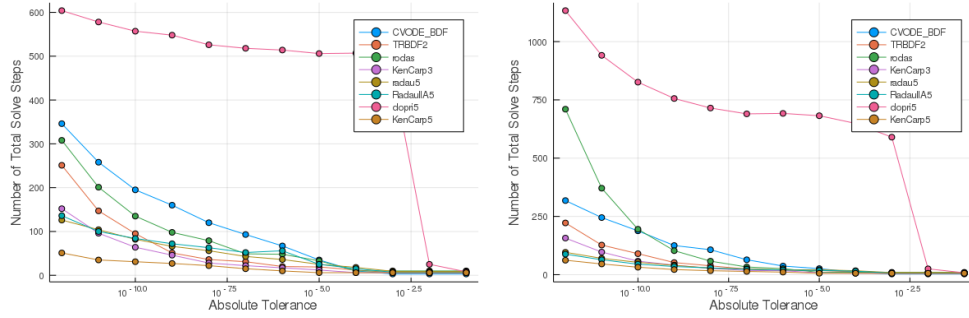 Number of Total Solve Steps
600
500
400
300
200
100
0
10^-10.0
10^-7.5
10^-5.0
10^-2.5
Absolute Tolerance
CVODE_BDF
TRBDF2
rodas
KenCarp3
radau5
RadauIIA5
dopri5
KenCarp5
Number of Total Solve Steps
1000
750
500
250
0
10^-10.0
10^-7.5
10^-5.0
10^-2.5
Absolute Tolerance
CVODE_BDF
TRBDF2
rodas
KenCarp3
radau5
RadauIIA5
dopri5
KenCarp5